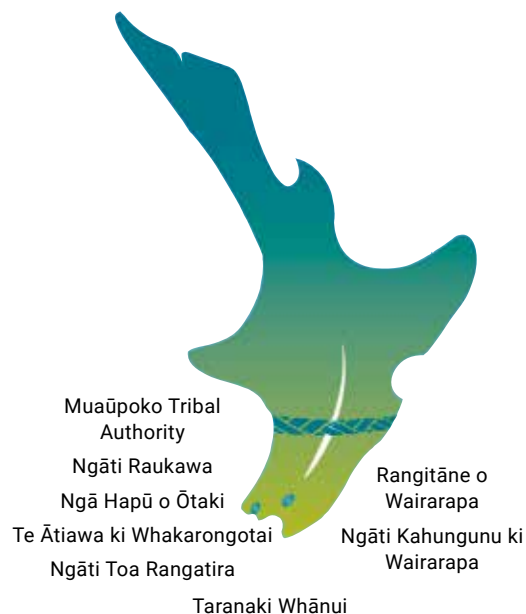 Muaūpoko Tribal
Authority
Ngāti Raukawa
Ngā Hapū o Ōtaki
Te Ātiawa ki Whakarongotai
Ngāti Toa Rangatira
Rangitāne o
Wairarapa
Ngāti Kahungunu ki
Wairarapa
Taranaki Whānui